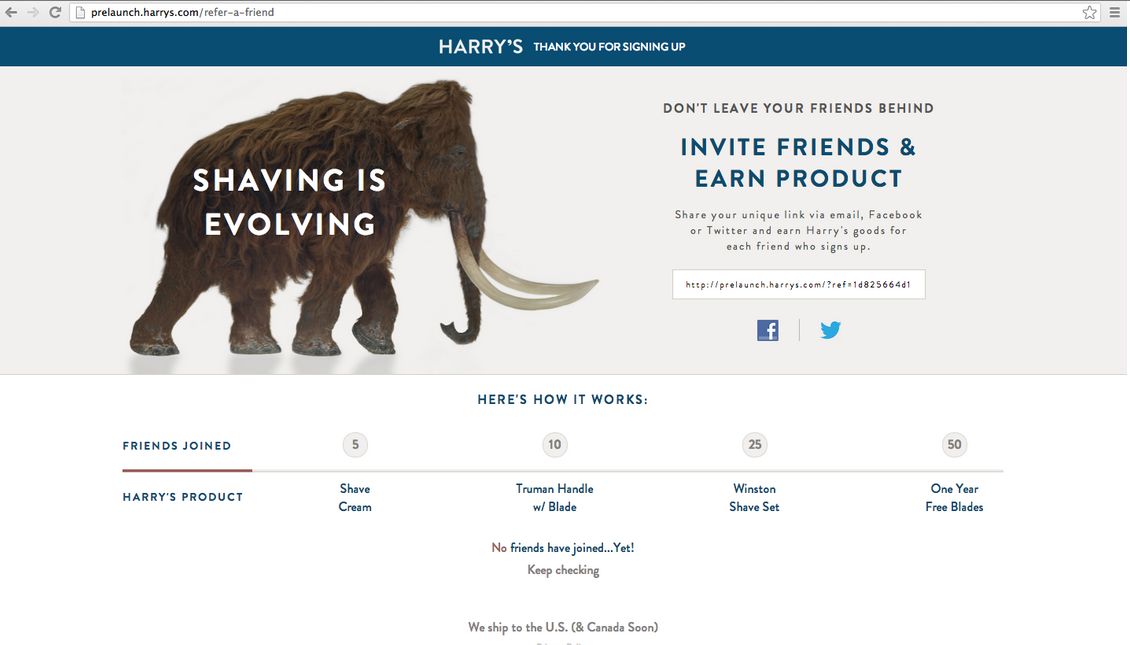 prelaunch.harrys.com/refer-a-friend
HARRY'S THANK YOU FOR SIGNING UP
SHAVING IS
EVOLVING
DON'T LEAVE YOUR FRIENDS BEHIND
INVITE FRIENDS &
EARN PRODUCT
Share your unique link via email, Facebook
or Twitter and earn Harry's goods for
each friend who signs up.
http://prelaunch.harrys.com/?ref=1d825664d1
f
HERE'S HOW IT WORKS:
FRIENDS JOINED 5 10 25 50
HARRY'S PRODUCT
Shave
Cream
Truman Handle
w/ Blade
Winston
Shave Set
One Year
Free Blades
No friends have joined...Yet!
Keep checking
We ship to the U.S. (& Canada Soon)